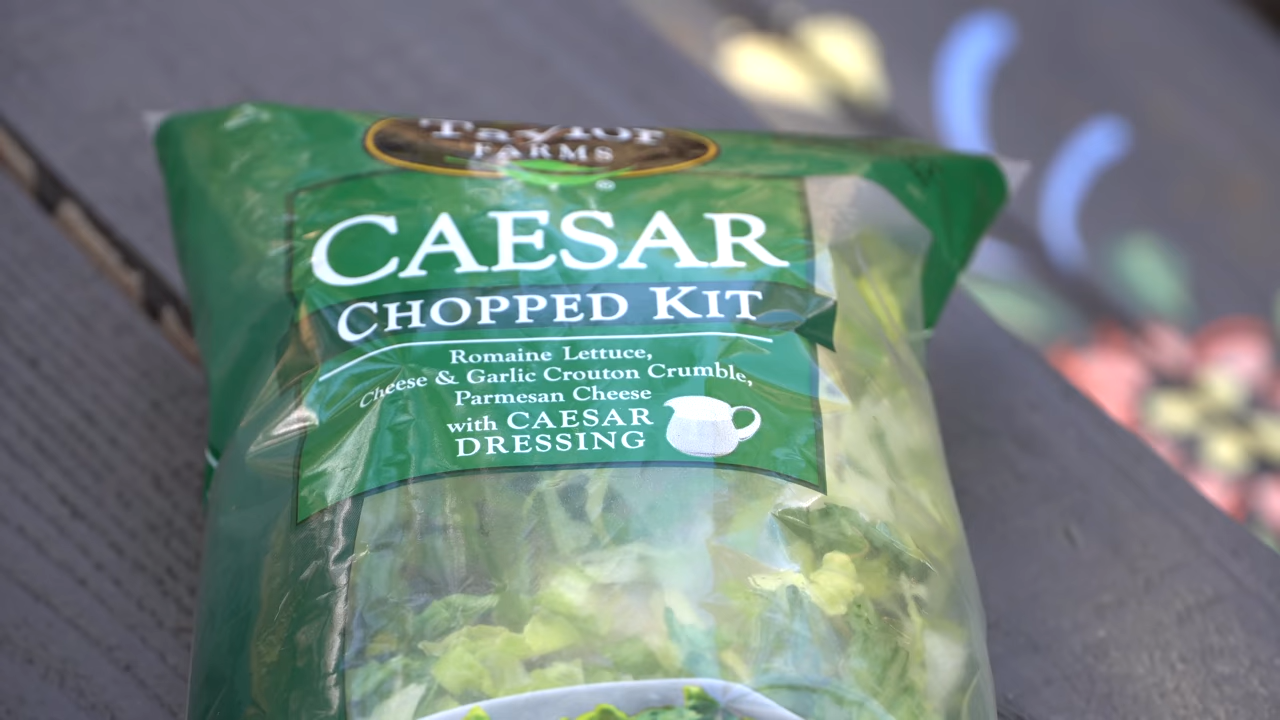 Taylor
FARMS
®
CAESAR
CHOPPED KIT
Romaine Lettuce,
Cheese & Garlic Crouton Crumble,
Parmesan Cheese
with CAESAR
DRESSING